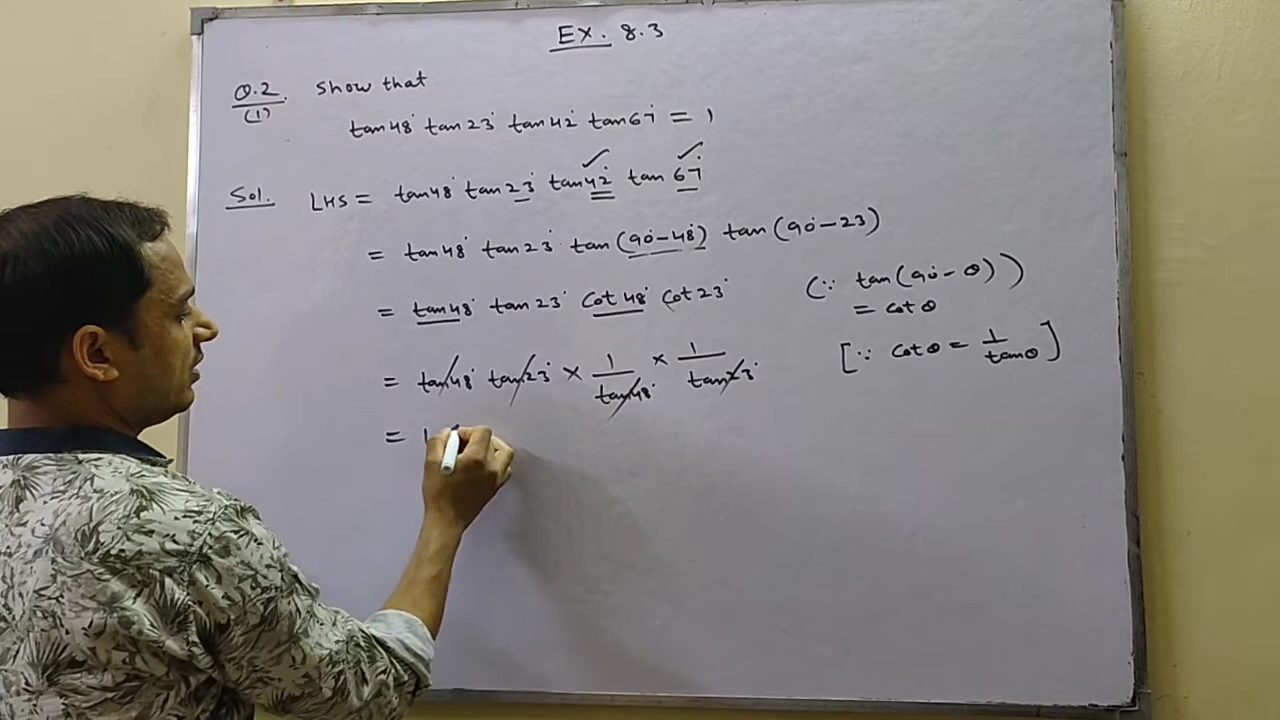 EX. 8.3
Q.2 (1) Show that
tan48° tan23° tan42° tan67° = 1
Sol. LHS = tan48° tan23° tan42° tan67°
= tan48° tan23° tan(90°-48°) tan(90°-23)
= tan48° tan23° cot48° cot23° (∵ tan(90°-θ))
= cotθ
= tan48° tan23° × 1/tan48° × 1/tan23° [∵ cotθ = 1/tanθ]
= 1